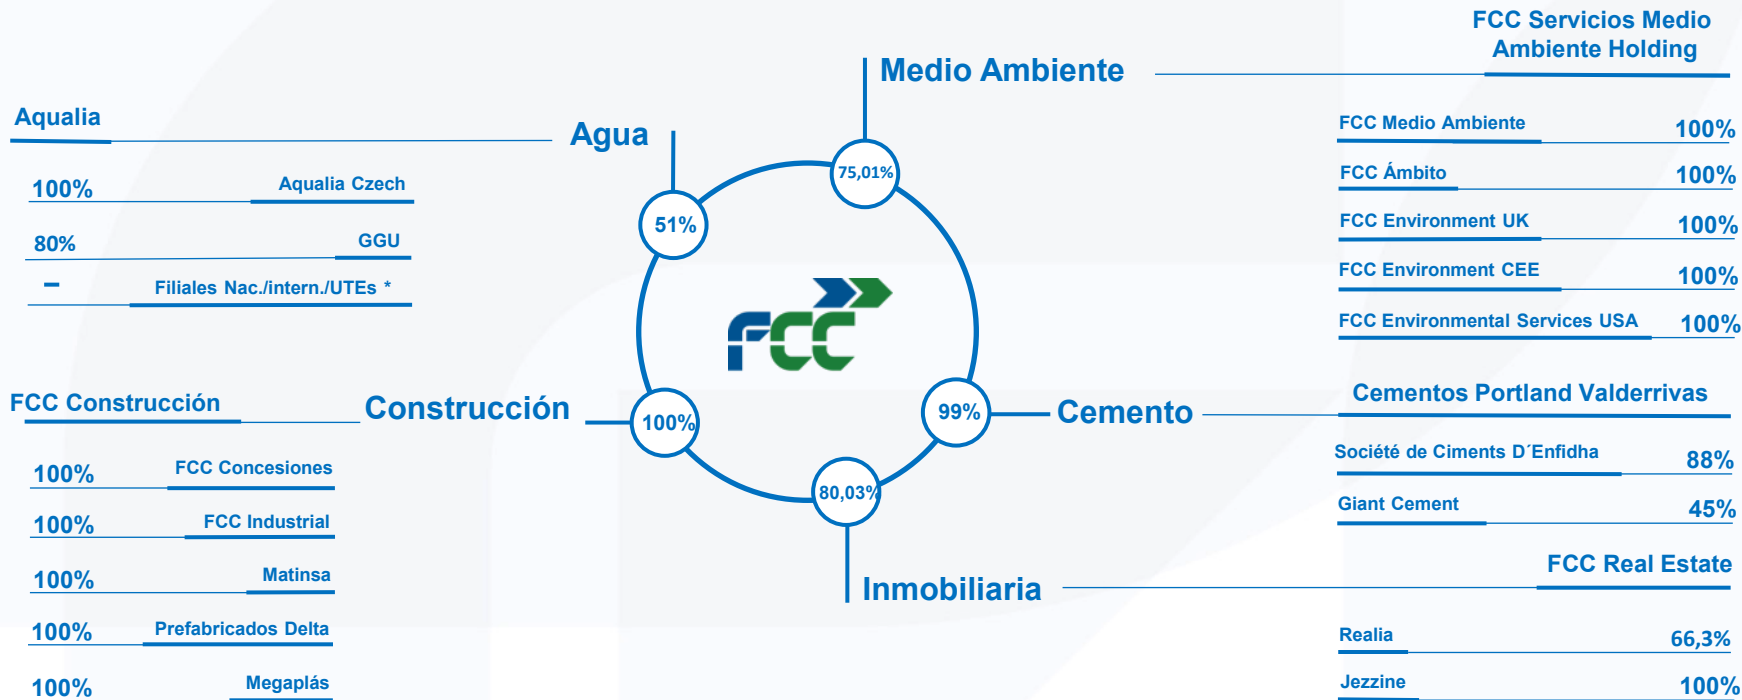 FCC Servicios Medio
Ambiente Holding
Medio Ambiente
FCC Medio Ambiente 100%
FCC Ámbito 100%
FCC Environment UK 100%
FCC Environment CEE 100%
FCC Environmental Services USA 100%
75,01%
Aqualia
Agua
51%
100% Aqualia Czech
80% GGU
- Filiales Nac./intern./UTEs *
FCC
FCC Construcción
Construcción
100%
100% FCC Concesiones
100% FCC Industrial
100% Matinsa
100% Prefabricados Delta
100% Megaplás
99%
Cemento
Cementos Portland Valderrivas
Société de Ciments D´Enfidha 88%
Giant Cement 45%
80,03%
Inmobiliaria
FCC Real Estate
Realia 66,3%
Jezzine 100%